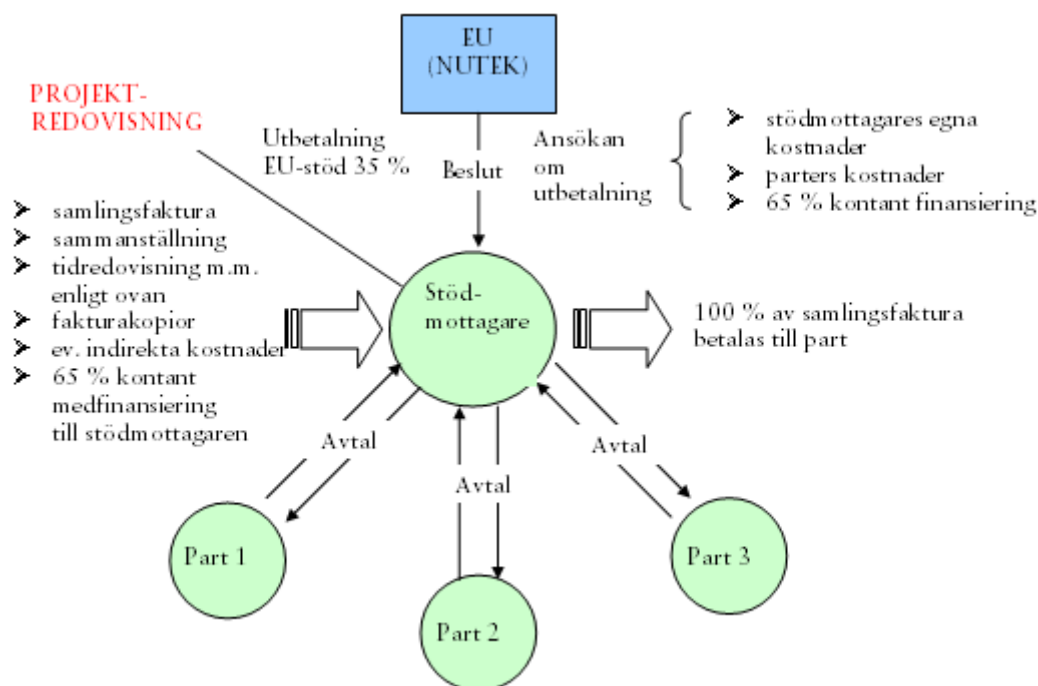 EU
(NUTEK)
PROJEKT-
REDOVISNING
Utbetalning
EU-stöd 35 %
Beslut
Ansökan
om
utbetalning
➢ stödmottagares egna
kostnader
➢ parters kostnader
➢ 65 % kontant finansiering
➢ samlingsfaktura
➢ sammanställning
➢ tidredovisning m.m.
enligt ovan
➢ fakturakopior
➢ ev. indirekta kostnader
➢ 65 % kontant
medfinansiering
till stödmottagaren
Stöd-
mottagare
100 % av samlingsfaktura
betalas till part
Avtal
Avtal
Avtal
Part 1
Part 2
Part 3